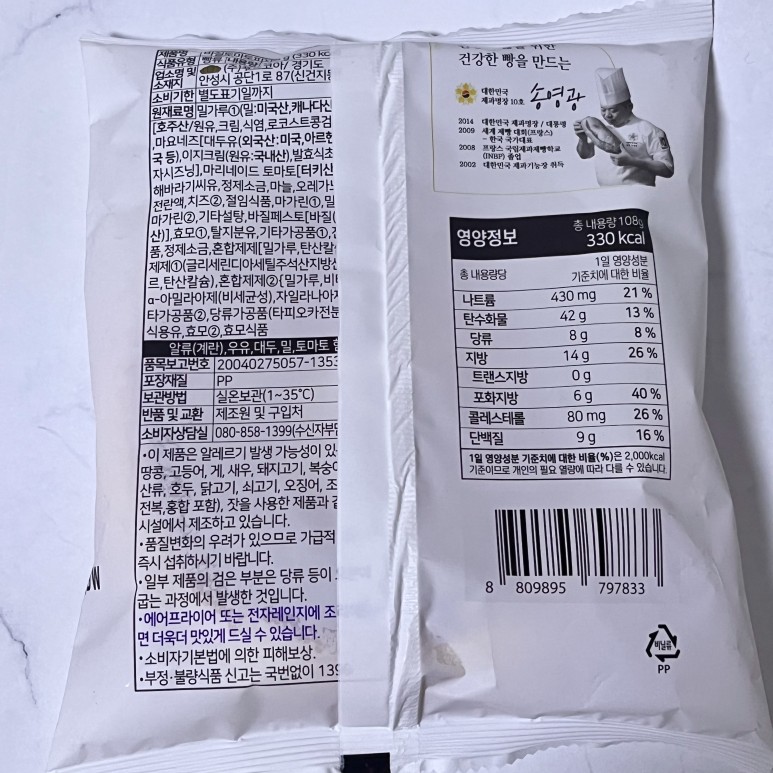 제품명
(330 kc
식품유형
업소명 및 소재지
경기도
안성시 공단1로 87(신건지동
소비기한 별도표기일까지
원재료명 밀가루①(밀:미국산,캐나다산
[호주산/원유,크림,식염,로코스트콩검
,마요네즈[대두유(외국산:미국,아르헨
국 등),이지크림(원유:국내산),발효식초
자시즈닝],마리네이드 토마토[터키산
해바라기씨유,정제소금,마늘,오레가노
전란액,치즈②,절임식품,마가린①,밀
마가린②,기타설탕,바질페스토[바질(
산)],효모①,탈지분유,기타가공품①,
품,정제소금,혼합제제[밀가루,탄산칼
제제①(글리세린디아세틸주석산지방산
르,탄산칼슘),혼합제제②{밀가루,비
α-아밀라아제(비세균성),자일라나아제
타가공품②,당류가공품(타피오카전분
식용유,효모②,효모식품
알류(계란),우유,대두,밀,토마토 함
품목보고번호 20040275057-1353
포장재질 PP
보관방법 실온보관(1~35℃)
반품 및 교환 제조원 및 구입처
소비자상담실 080-858-1399(수신자부담
•이 제품은 알레르기 발생 가능성이 있
땅콩, 고등어, 게, 새우, 돼지고기, 복숭아
산류, 호두, 닭고기, 쇠고기, 오징어, 조
전복,홍합 포함), 잣을 사용한 제품과 같
시설에서 제조하고 있습니다.
•품질변화의 우려가 있으므로 가급적
즉시 섭취하시기 바랍니다.
•일부 제품의 검은 부분은 당류 등이
굽는 과정에서 발생한 것입니다.
•에어프라이어 또는 전자레인지에 조
면 더욱더 맛있게 드실 수 있습니다.
•소비자기본법에 의한 피해보상.
•부정·불량식품 신고는 국번없이 139
건강한 빵을 만드는
대한민국
제과명장 10호 송영광
2014 대한민국 제과명장 / 대통령
2009 세계 제빵 대회(프랑스)
- 한국 국가대표
2008 프랑스 국립제과제빵학교
(INBP) 졸업
2002 대한민국 제과기능장 취득
영양정보
총 내용량 108g
330 kcal
총 내용량당
1일 영양성분
기준치에 대한 비율
나트륨 430 mg 21 %
탄수화물 42 g 13 %
당류 8 g 8 %
지방 14 g 26 %
트랜스지방 0 g
포화지방 6 g 40 %
콜레스테롤 80 mg 26 %
단백질 9 g 16 %
1일 영양성분 기준치에 대한 비율(%)은 2,000kcal
기준이므로 개인의 필요 열량에 따라 다를 수 있습니다.
8 809895 797833
비닐류
PP